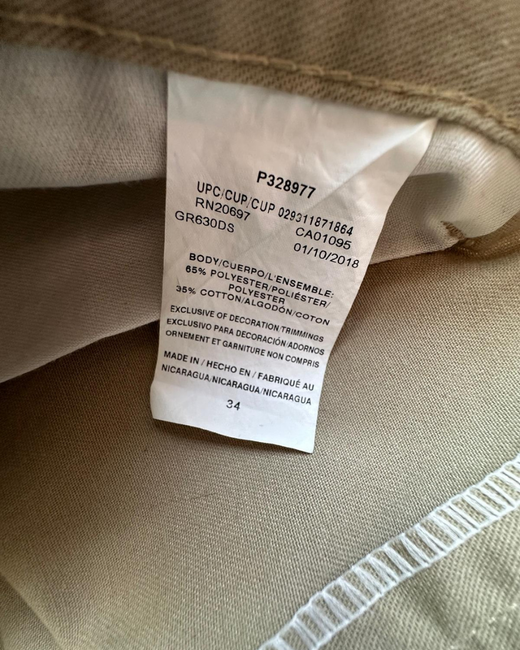 P328977
UPC/CUP/CUP 029311871864
RN20697 CA01095
GR630DS 01/10/2018
BODY/CUERPO/L'ENSEMBLE:
65% POLYESTER/POLIÉSTER/
POLYESTER
35% COTTON/ALGODÓN/COTON
EXCLUSIVE OF DECORATION/TRIMMINGS
EXCLUSIVO PARA DECORACIÓN/ADORNOS
ORNEMENT ET GARNITURE NON COMPRIS
MADE IN / HECHO EN / FABRIQUÉ AU
NICARAGUA/NICARAGUA/NICARAGUA
34